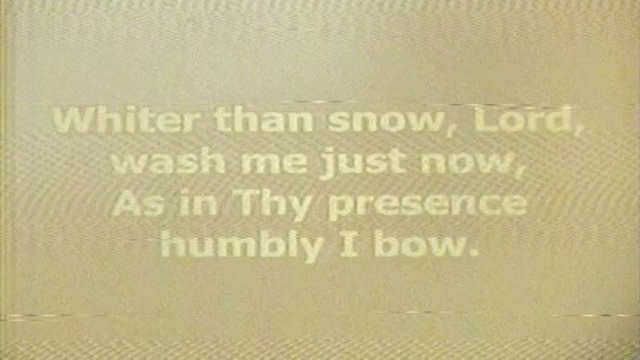 Whiter than snow, Lord,
wash me just now,
As in Thy presence
humbly I bow.